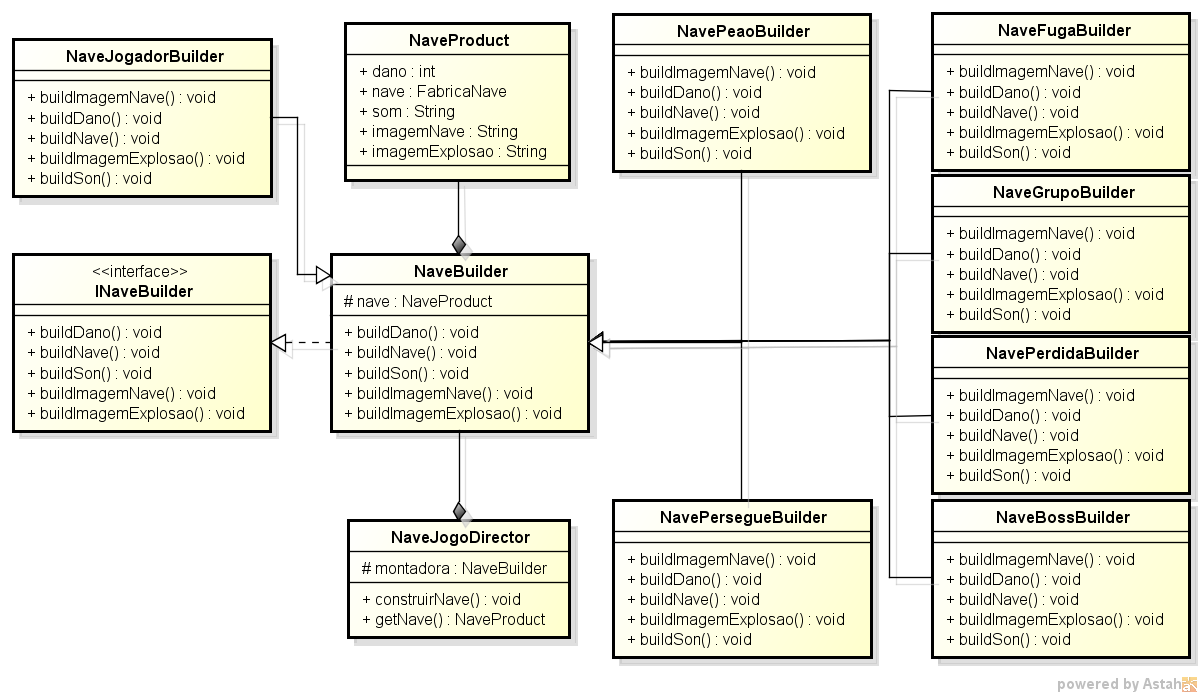 NaveJogadorBuilder
+ buildImagemNave() : void
+ buildDano() : void
+ buildNave() : void
+ buildImagemExplosao() : void
+ buildSon() : void
NaveProduct
+ dano : int
+ nave : FabricaNave
+ som : String
+ imagemNave : String
+ imagemExplosao : String
NavePeaoBuilder
+ buildImagemNave() : void
+ buildDano() : void
+ buildNave() : void
+ buildImagemExplosao() : void
+ buildSon() : void
NaveFugaBuilder
+ buildImagemNave() : void
+ buildDano() : void
+ buildNave() : void
+ buildImagemExplosao() : void
+ buildSon() : void
NaveGrupoBuilder
+ buildImagemNave() : void
+ buildDano() : void
+ buildNave() : void
+ buildImagemExplosao() : void
+ buildSon() : void
<<interface>>
INaveBuilder
+ buildDano() : void
+ buildNave() : void
+ buildSon() : void
+ buildImagemNave() : void
+ buildImagemExplosao() : void
NaveBuilder
# nave : NaveProduct
+ buildDano() : void
+ buildNave() : void
+ buildSon() : void
+ buildImagemNave() : void
+ buildImagemExplosao() : void
NavePerdidaBuilder
+ buildImagemNave() : void
+ buildDano() : void
+ buildNave() : void
+ buildImagemExplosao() : void
+ buildSon() : void
NaveJogoDirector
# montadora : NaveBuilder
+ construirNave() : void
+ getNave() : NaveProduct
NavePersegueBuilder
+ buildImagemNave() : void
+ buildDano() : void
+ buildNave() : void
+ buildImagemExplosao() : void
+ buildSon() : void
NaveBossBuilder
+ buildImagemNave() : void
+ buildDano() : void
+ buildNave() : void
+ buildImagemExplosao() : void
+ buildSon() : void
powered by Astah